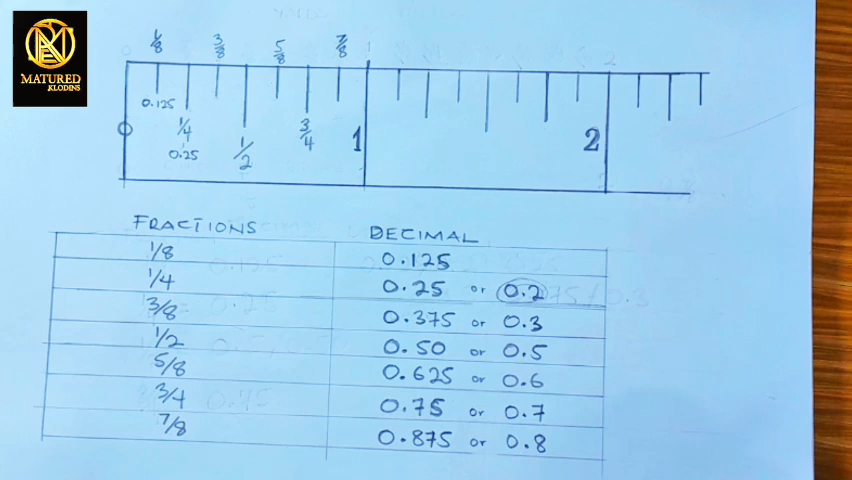 MATURED
KLODINS
1/8 3/8 5/8 7/8 1 2
0.125
0 1/4 1/2 3/4 1 2
0.25
FRACTIONS DECIMAL
1/8 0.125
1/4 0.25 or 0.2
3/8 0.375 or 0.3
1/2 0.50 or 0.5
5/8 0.625 or 0.6
3/4 0.75 or 0.7
7/8 0.875 or 0.8